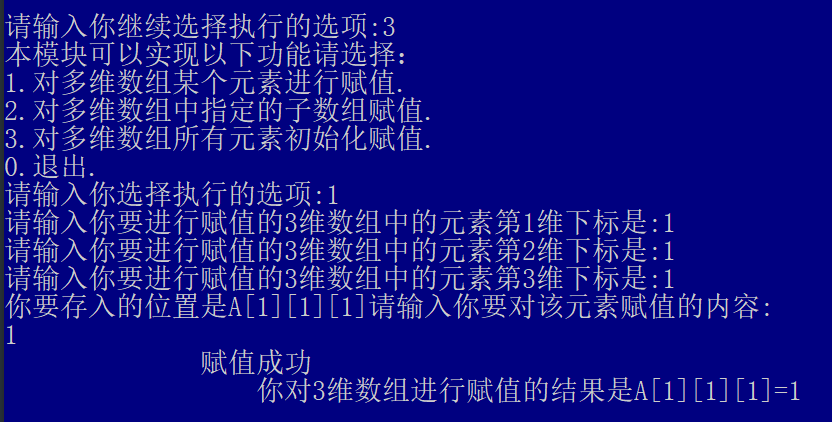 请输入你继续选择执行的选项:3
本模块可以实现以下功能请选择：
1.对多维数组某个元素进行赋值.
2.对多维数组中指定的子数组赋值.
3.对多维数组所有元素初始化赋值.
0.退出.
请输入你选择执行的选项:1
请输入你要进行赋值的3维数组中的元素第1维下标是:1
请输入你要进行赋值的3维数组中的元素第2维下标是:1
请输入你要进行赋值的3维数组中的元素第3维下标是:1
你要存入的位置是A[1][1][1]请输入你要对该元素赋值的内容:
1
赋值成功
你对3维数组进行赋值的结果是A[1][1][1]=1